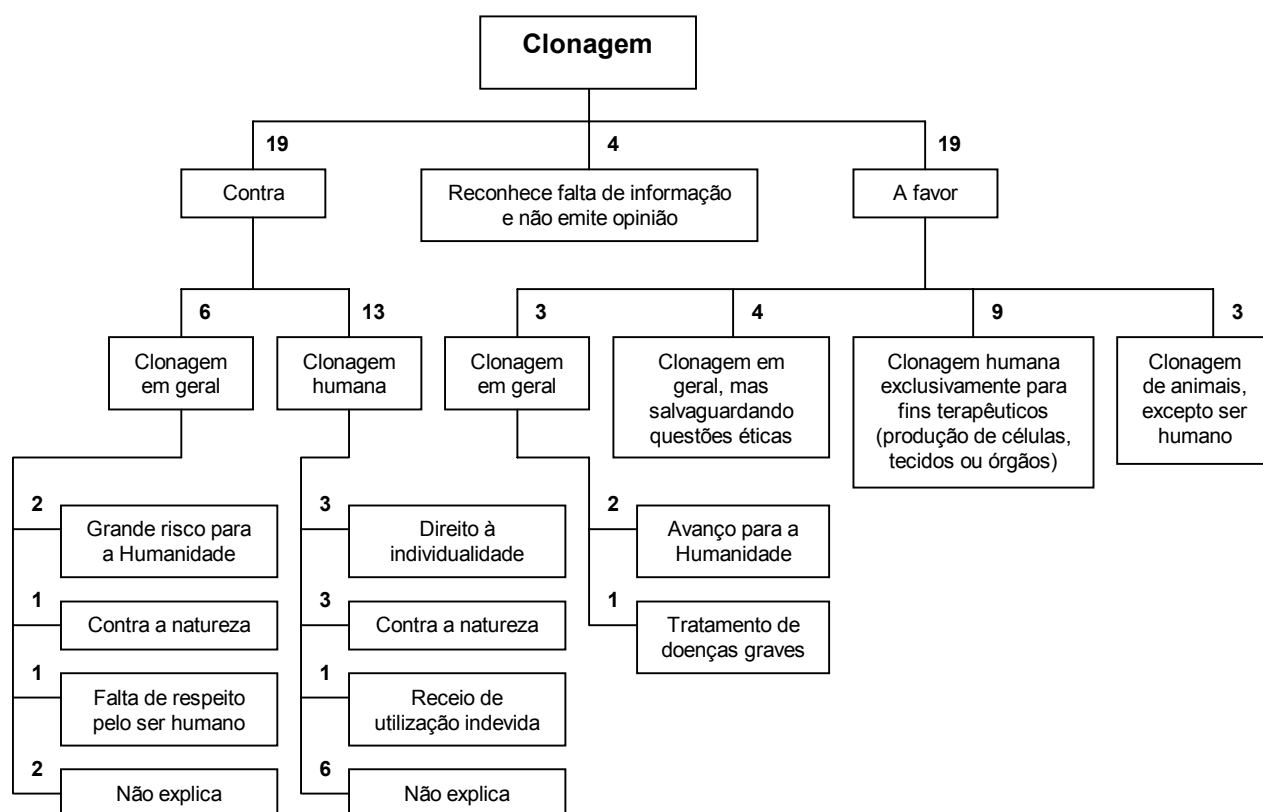 Clonagem
19
4
19
Contra
Reconhece falta de informação
e não emite opinião
A favor
6
13
3
4
9
3
Clonagem
em geral
Clonagem
humana
Clonagem
em geral
Clonagem em
geral, mas
salvaguardando
questões éticas
Clonagem humana
exclusivamente para
fins terapêuticos
(produção de células,
tecidos ou órgãos)
Clonagem
de animais,
excepto ser
humano
2
Grande risco para
a Humanidade
1
Contra a natureza
1
Falta de respeito
pelo ser humano
2
Não explica
3
Direito à
individualidade
3
Contra a natureza
1
Receio de
utilização indevida
6
Não explica
2
Avanço para a
Humanidade
1
Tratamento de
doenças graves